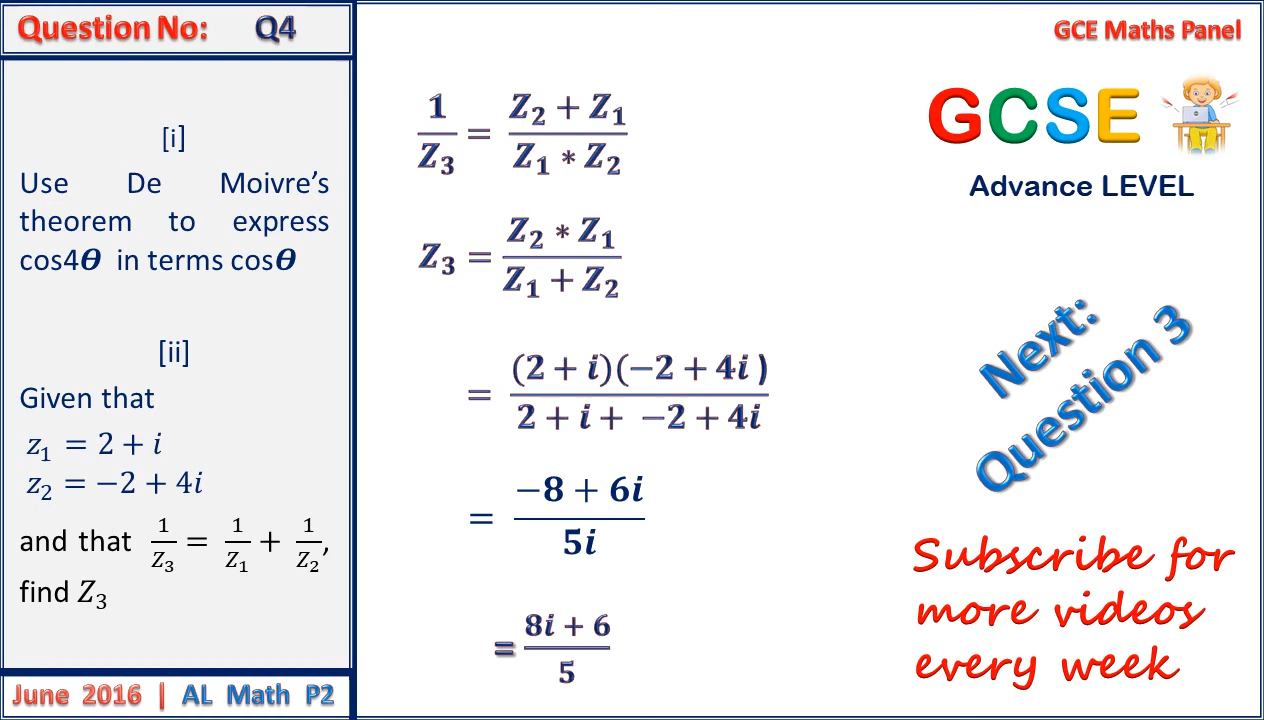 Question No: Q4
[i]
Use De Moivre's
theorem to express
cos4𝜽 in terms cos𝜽
[ii]
Given that
z₁ = 2 + i
z₂ = −2 + 4i
and that 1/Z₃ = 1/Z₁ + 1/Z₂,
find Z₃
June 2016 | AL Math P2
1/Z₃ = (Z₂ + Z₁)/(Z₁ ∗ Z₂)
Z₃ = (Z₂ ∗ Z₁)/(Z₁ + Z₂)
= (2 + i)(−2 + 4i)/(2 + i + −2 + 4i)
= (−8 + 6i)/(5i)
= (8i + 6)/5
GCE Maths Panel
GCSE
Advance LEVEL
Next:
Question 3
Subscribe for
more videos
every week